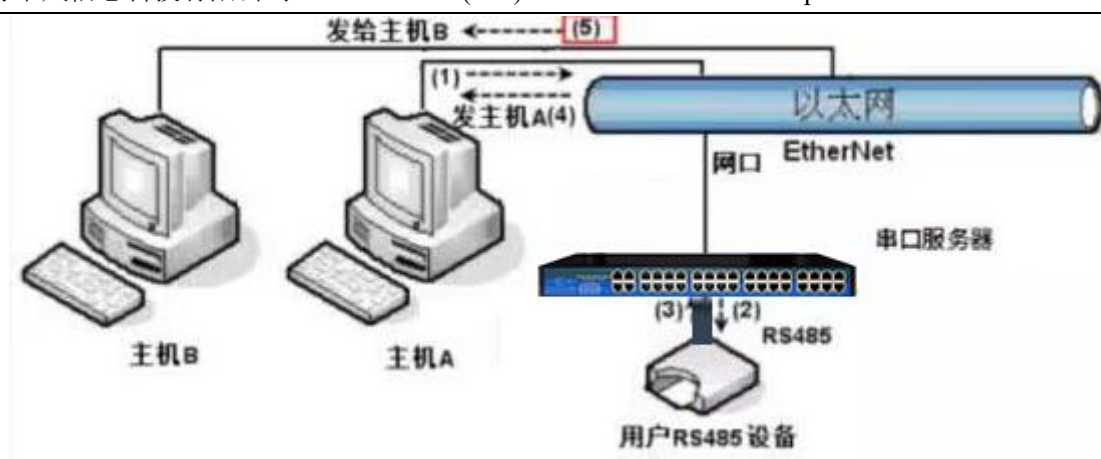 发给主机B
(5)
(1)
发主机A(4)
以太网
EtherNet
网口
串口服务器
(3)
(2)
RS485
主机B
主机A
用户RS485设备